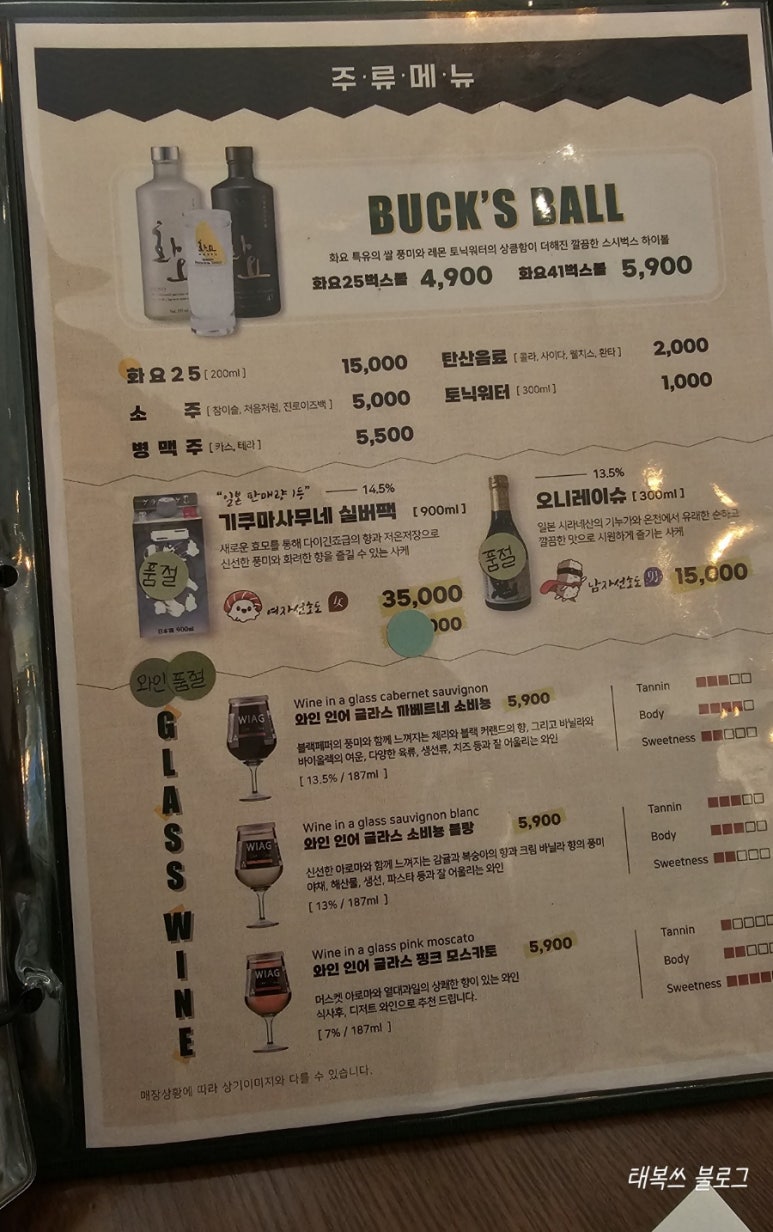 주·류·메·뉴
BUCK'S BALL
화요 특유의 쌀 풍미와 레몬 토닉워터의 상큼함이 더해진 깔끔한 스시벅스 하이볼
화요25벅스볼 4,900 화요41벅스볼 5,900
화요25 [200ml] 15,000
소주 [참이슬, 처음처럼, 진로이즈백] 5,000
병맥주 [카스, 테라] 5,500
탄산음료 [콜라, 사이다, 웰치스, 환타] 2,000
토닉워터 [300ml] 1,000
"일본 판매량 1등" 14.5%
기쿠마사무네 실버팩 [900ml]
새로운 효모를 통해 다이긴죠급의 향과 저온저장으로
신선한 풍미와 화려한 향을 즐길 수 있는 사케
품절
여자선호도 女 35,000
13.5%
오니레이슈 [300ml]
일본 시라네산의 기누가와 온천에서 유래한 순하고
깔끔한 맛으로 시원하게 즐기는 사케
품절
남자선호도 男 15,000
와인 품절
GLASS WINE
Wine in a glass cabernet sauvignon
와인 인어 글라스 까베르네 소비뇽 5,900
블랙페퍼의 풍미와 함께 느껴지는 체리와 블랙 커랜드의 향, 그리고 바닐라와
바이올렛의 여운, 다양한 육류, 생선류, 치즈 등과 잘 어울리는 와인
[ 13.5% / 187ml ]
Tannin
Body
Sweetness
WIAG
Wine in a glass sauvignon blanc
와인 인어 글라스 소비뇽 블랑 5,900
신선한 아로마와 함께 느껴지는 감귤과 복숭아의 향과 크림 바닐라 향의 풍미
야채, 해산물, 생선, 파스타 등과 잘 어울리는 와인
[ 13% / 187ml ]
Tannin
Body
Sweetness
WIAG
Wine in a glass pink moscato
와인 인어 글라스 핑크 모스카토 5,900
머스켓 아로마와 열대과일의 상쾌한 향이 있는 와인
식사후, 디저트 와인으로 추천 드립니다.
[ 7% / 187ml ]
Tannin
Body
Sweetness
WIAG
매장상황에 따라 상기이미지와 다를 수 있습니다.
태복쓰 블로그